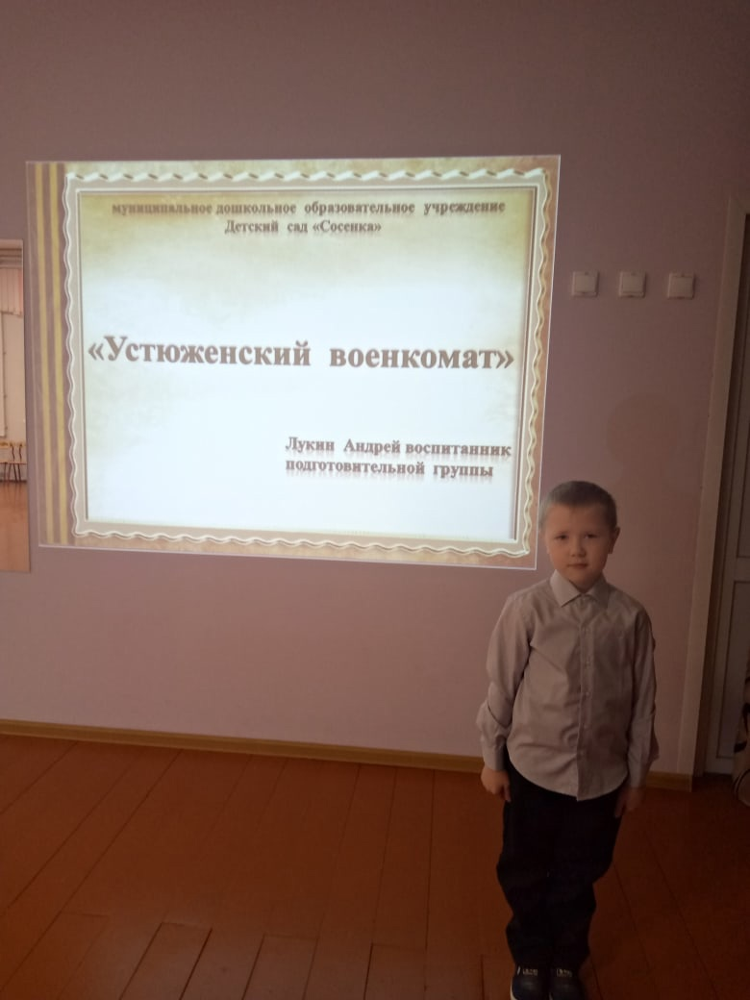 муниципальное дошкольное образовательное учреждение
Детский сад «Сосенка»
«Устюженский военкомат»
Лукин Андрей воспитанник
подготовительной группы